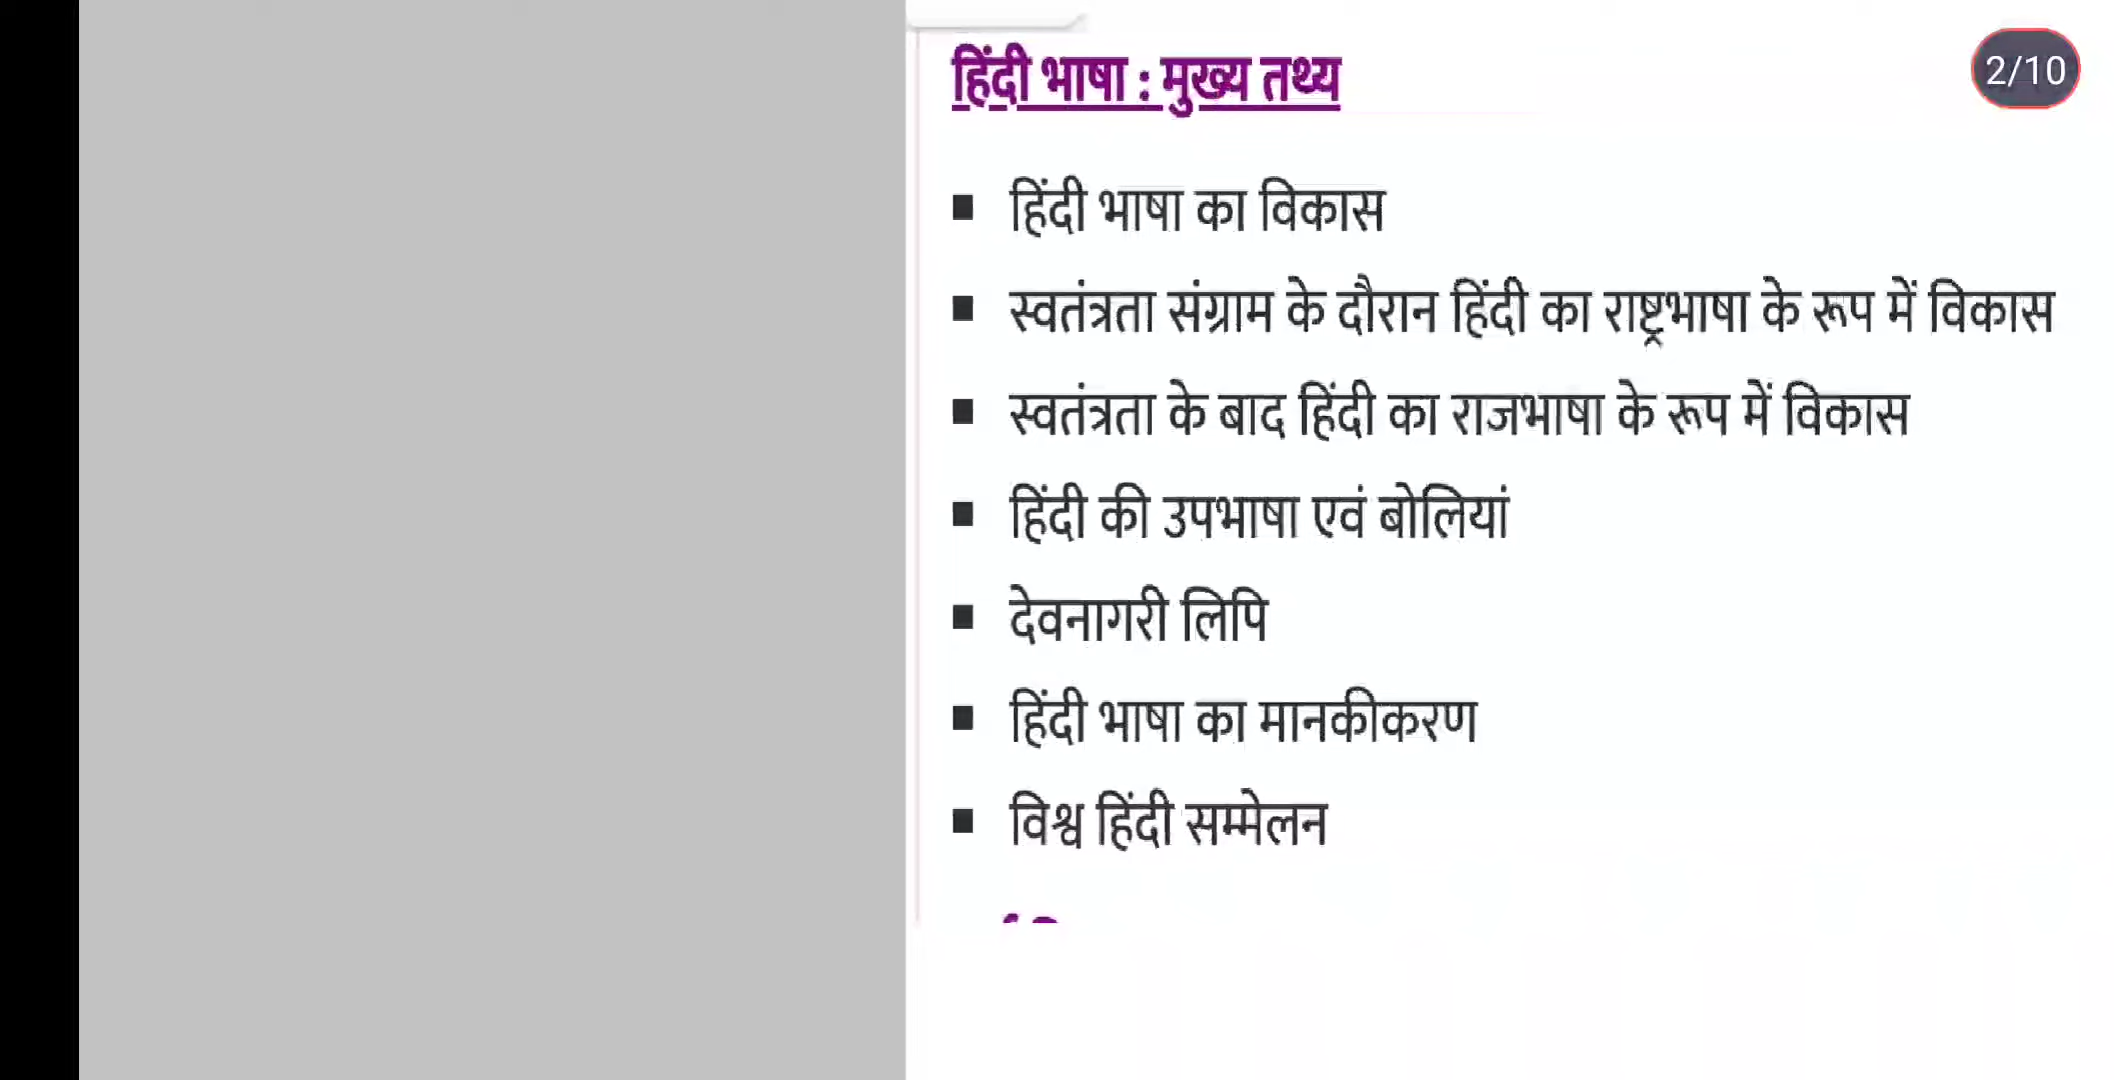 हिंदी भाषा : मुख्य तथ्य
2/10
▪ हिंदी भाषा का विकास
▪ स्वतंत्रता संग्राम के दौरान हिंदी का राष्ट्रभाषा के रूप में विकास
▪ स्वतंत्रता के बाद हिंदी का राजभाषा के रूप में विकास
▪ हिंदी की उपभाषा एवं बोलियां
▪ देवनागरी लिपि
▪ हिंदी भाषा का मानकीकरण
▪ विश्व हिंदी सम्मेलन